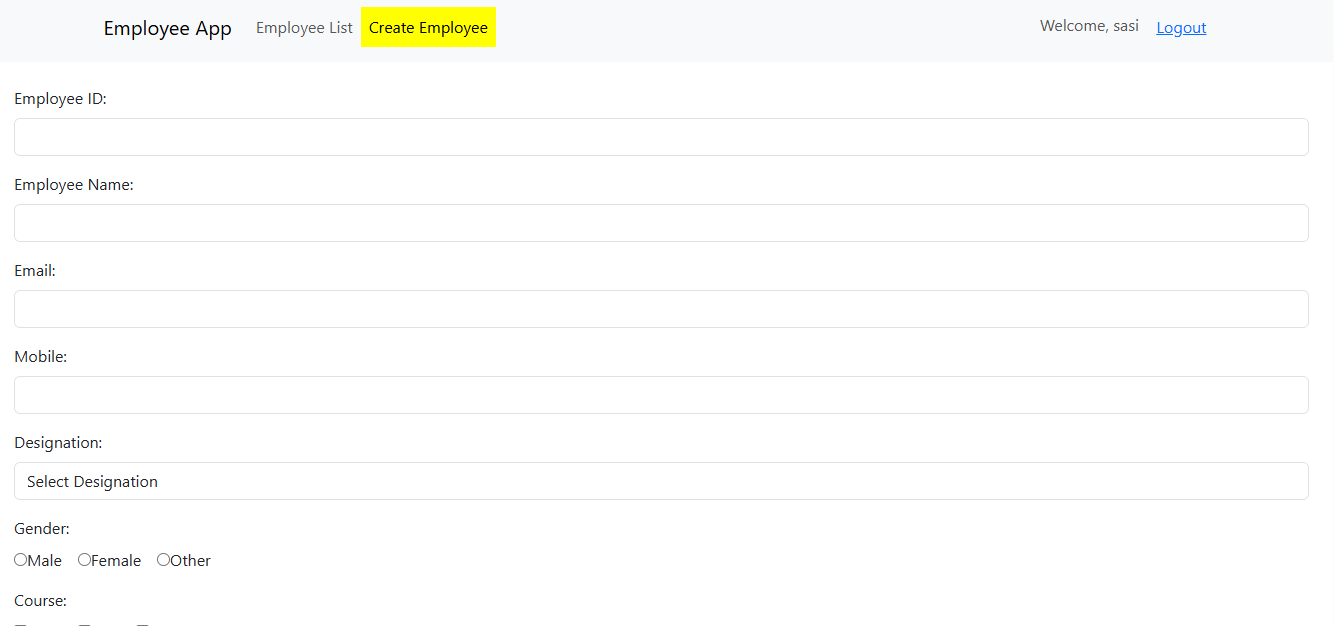 Employee App Employee List Create Employee Welcome, sasi Logout
Employee ID:
Employee Name:
Email:
Mobile:
Designation:
Select Designation
Gender:
Male Female Other
Course: